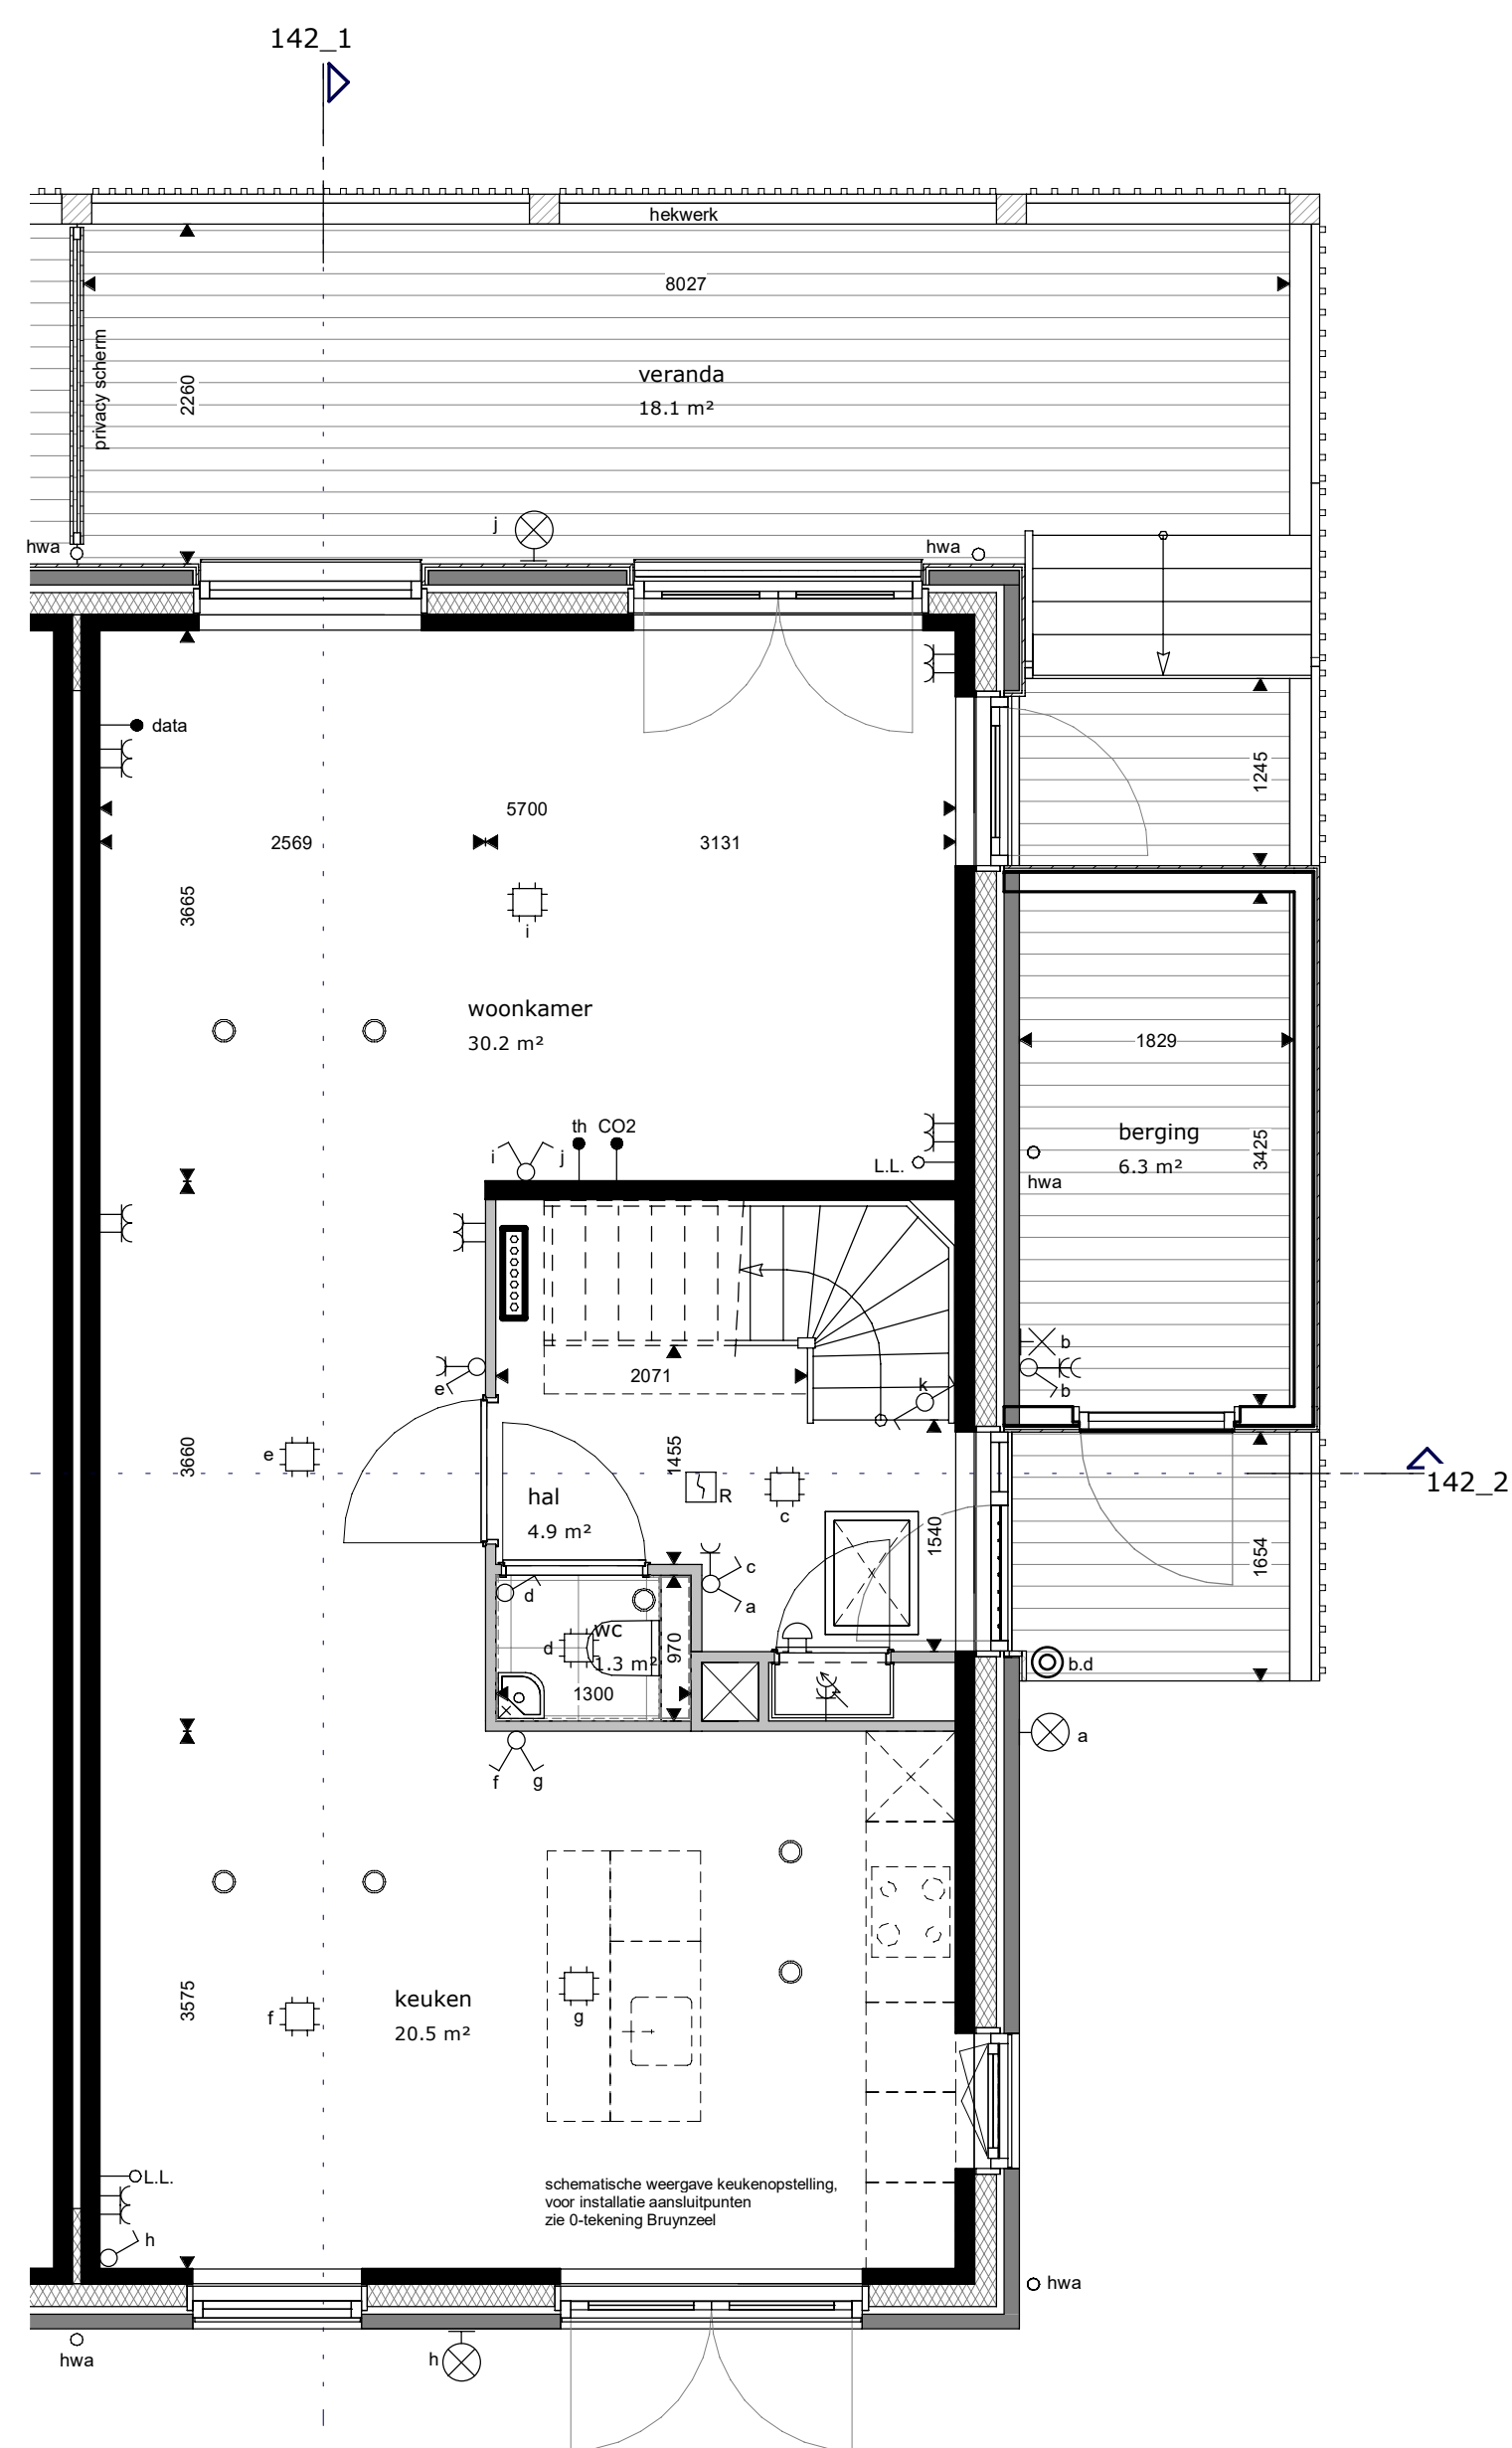 142_1
hekwerk
8027
privacy scherm
2260
veranda
18.1 m²
j
hwa
hwa
data
1245
5700
2569
3131
3665
i
woonkamer
30.2 m²
1829
th CO2
i
j
L.L.
berging
6.3 m²
3425
hwa
b
e
2071
k
b
e
3660
1455
142_2
R
hal
4.9 m²
c
1540
1654
c
d
a
d
wc
1.3 m²
970
b.d
1300
a
f
g
keuken
20.5 m²
3575
f
g
L.L.
schematische weergave keukenopstelling,
voor installatie aansluitpunten
zie 0-tekening Bruynzeel
h
hwa
hwa
h